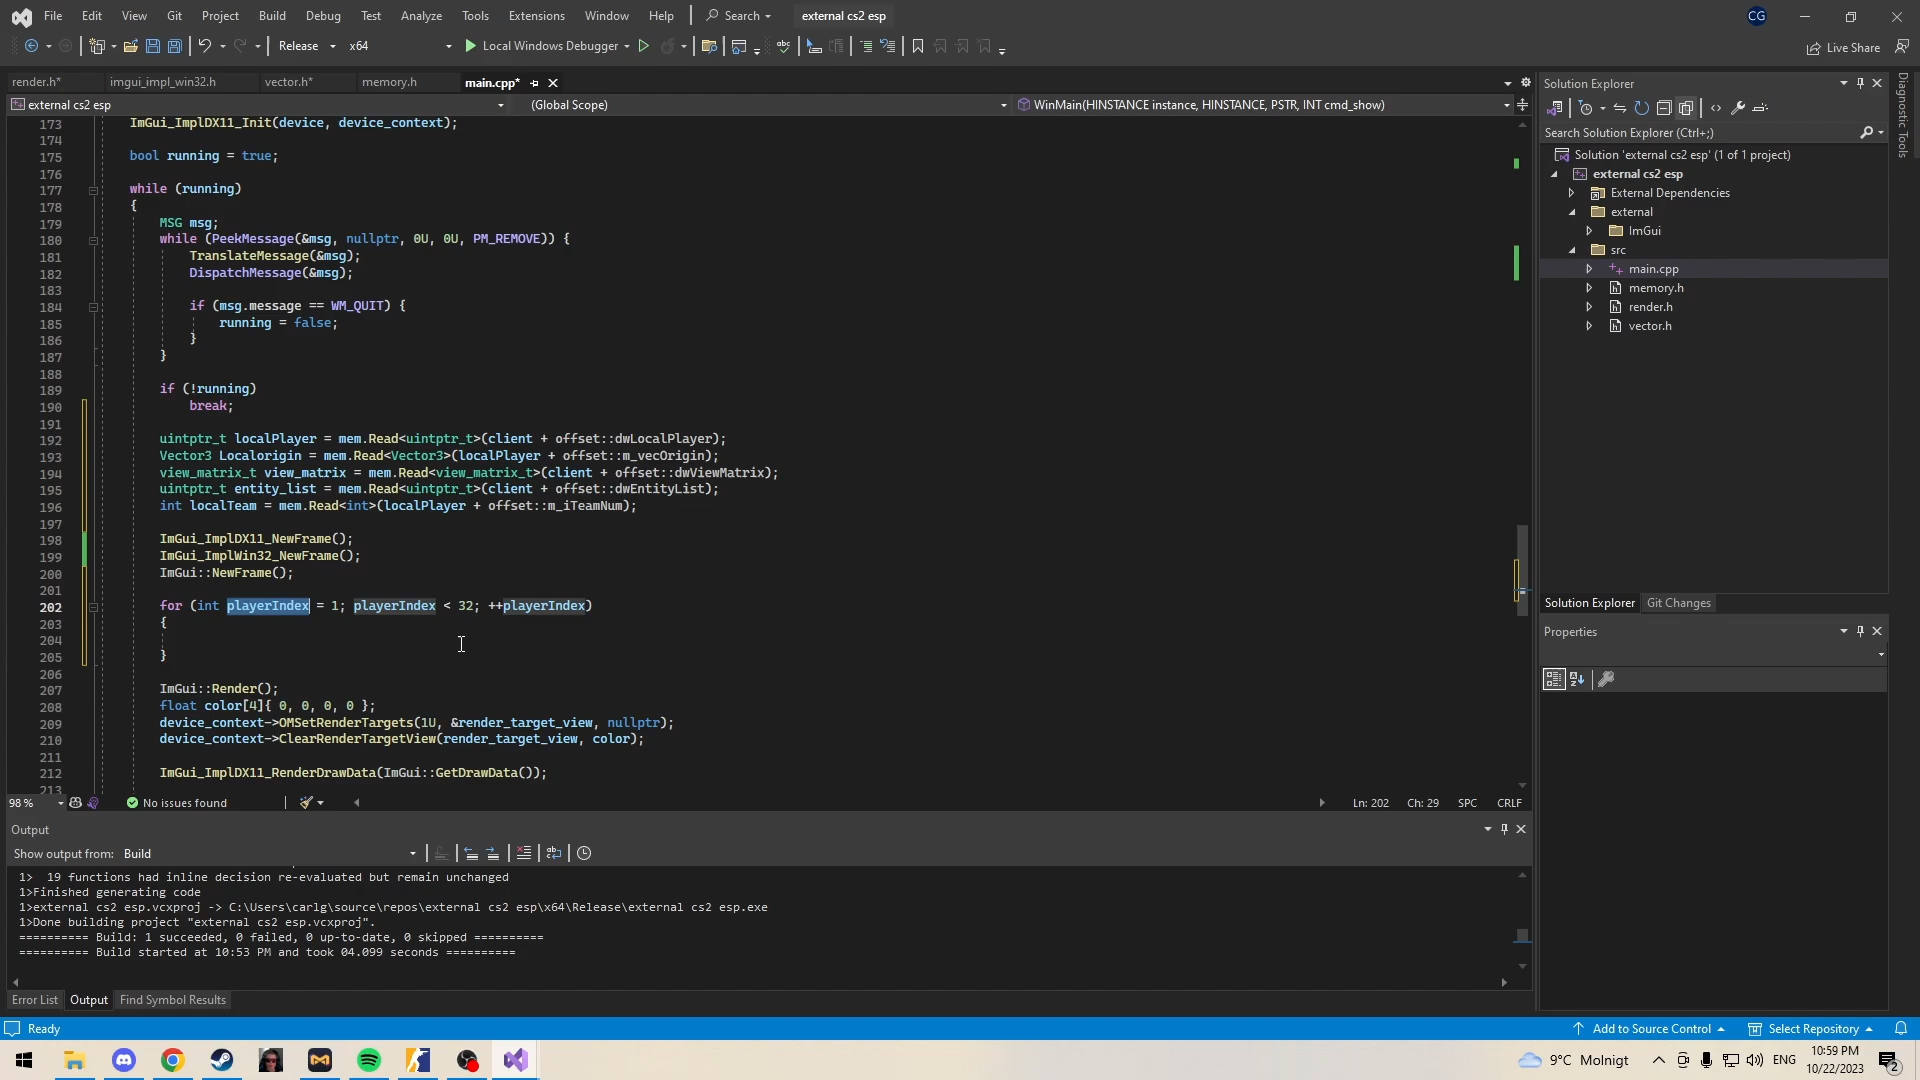 File Edit View Git Project Build Debug Test Analyze Tools Extensions Window Help Search external cs2 esp CG
Release x64 Local Windows Debugger Live Share
render.h* imgui_impl_win32.h vector.h* memory.h main.cpp*
external cs2 esp (Global Scope) WinMain(HINSTANCE instance, HINSTANCE, PSTR, INT cmd_show)
173 ImGui_ImplDX11_Init(device, device_context);
174
175 bool running = true;
176
177 while (running)
178 {
179 MSG msg;
180 while (PeekMessage(&msg, nullptr, 0U, 0U, PM_REMOVE)) {
181 TranslateMessage(&msg);
182 DispatchMessage(&msg);
183
184 if (msg.message == WM_QUIT) {
185 running = false;
186 }
187 }
188
189 if (!running)
190 break;
191
192 uintptr_t localPlayer = mem.Read<uintptr_t>(client + offset::dwLocalPlayer);
193 Vector3 Localorigin = mem.Read<Vector3>(localPlayer + offset::m_vecOrigin);
194 view_matrix_t view_matrix = mem.Read<view_matrix_t>(client + offset::dwViewMatrix);
195 uintptr_t entity_list = mem.Read<uintptr_t>(client + offset::dwEntityList);
196 int localTeam = mem.Read<int>(localPlayer + offset::m_iTeamNum);
197
198 ImGui_ImplDX11_NewFrame();
199 ImGui_ImplWin32_NewFrame();
200 ImGui::NewFrame();
201
202 for (int playerIndex = 1; playerIndex < 32; ++playerIndex)
203 {
204
205 }
206
207 ImGui::Render();
208 float color[4]{ 0, 0, 0, 0 };
209 device_context->OMSetRenderTargets(1U, &render_target_view, nullptr);
210 device_context->ClearRenderTargetView(render_target_view, color);
211
212 ImGui_ImplDX11_RenderDrawData(ImGui::GetDrawData());
213
98 % No issues found Ln: 202 Ch: 29 SPC CRLF
Output
Show output from: Build
1> 19 functions had inline decision re-evaluated but remain unchanged
1>Finished generating code
1>external cs2 esp.vcxproj -> C:\Users\carlg\source\repos\external cs2 esp\x64\Release\external cs2 esp.exe
1>Done building project "external cs2 esp.vcxproj".
========== Build: 1 succeeded, 0 failed, 0 up-to-date, 0 skipped ==========
========== Build started at 10:53 PM and took 04.099 seconds ==========
Error List Output Find Symbol Results
Solution Explorer
Search Solution Explorer (Ctrl+;)
Solution 'external cs2 esp' (1 of 1 project)
external cs2 esp
External Dependencies
external
ImGui
src
main.cpp
memory.h
render.h
vector.h
Solution Explorer Git Changes
Properties
Diagnostic Tools
Ready Add to Source Control Select Repository
9°C Molnigt ENG 10:59 PM
10/22/2023 2